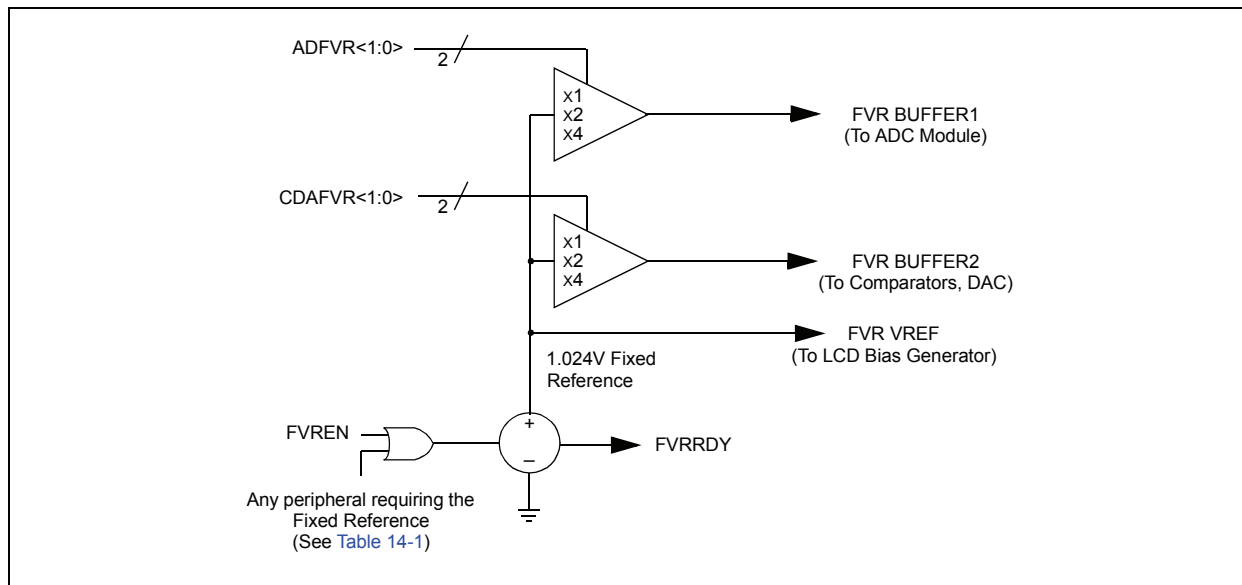 ADFVR<1:0>
2
X1
X2
X4
FVR BUFFER1
(To ADC Module)
CDAFVR<1:0>
2
X1
X2
X4
FVR BUFFER2
(To Comparators, DAC)
FVR VREF
(To LCD Bias Generator)
1.024V Fixed
Reference
FVREN
+
–
FVRRDY
Any peripheral requiring the
Fixed Reference
(See Table 14-1)